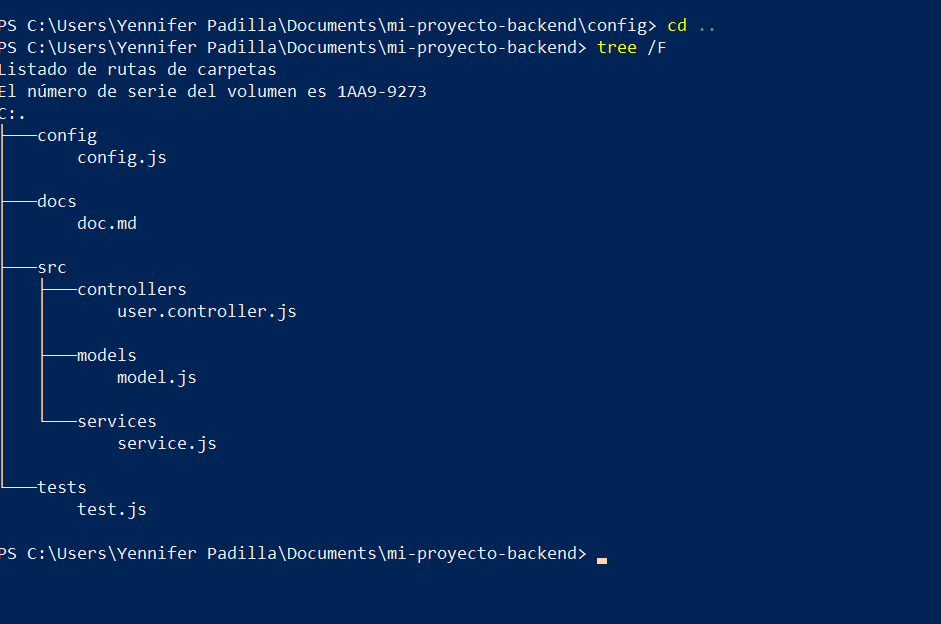 PS C:\Users\Yennifer Padilla\Documents\mi-proyecto-backend\config> cd ..
PS C:\Users\Yennifer Padilla\Documents\mi-proyecto-backend> tree /F
Listado de rutas de carpetas
El número de serie del volumen es 1AA9-9273
C:.
├───config
│       config.js
│
├───docs
│       doc.md
│
├───src
│   ├───controllers
│   │       user.controller.js
│   │
│   ├───models
│   │       model.js
│   │
│   └───services
│           service.js
│
└───tests
        test.js

PS C:\Users\Yennifer Padilla\Documents\mi-proyecto-backend>